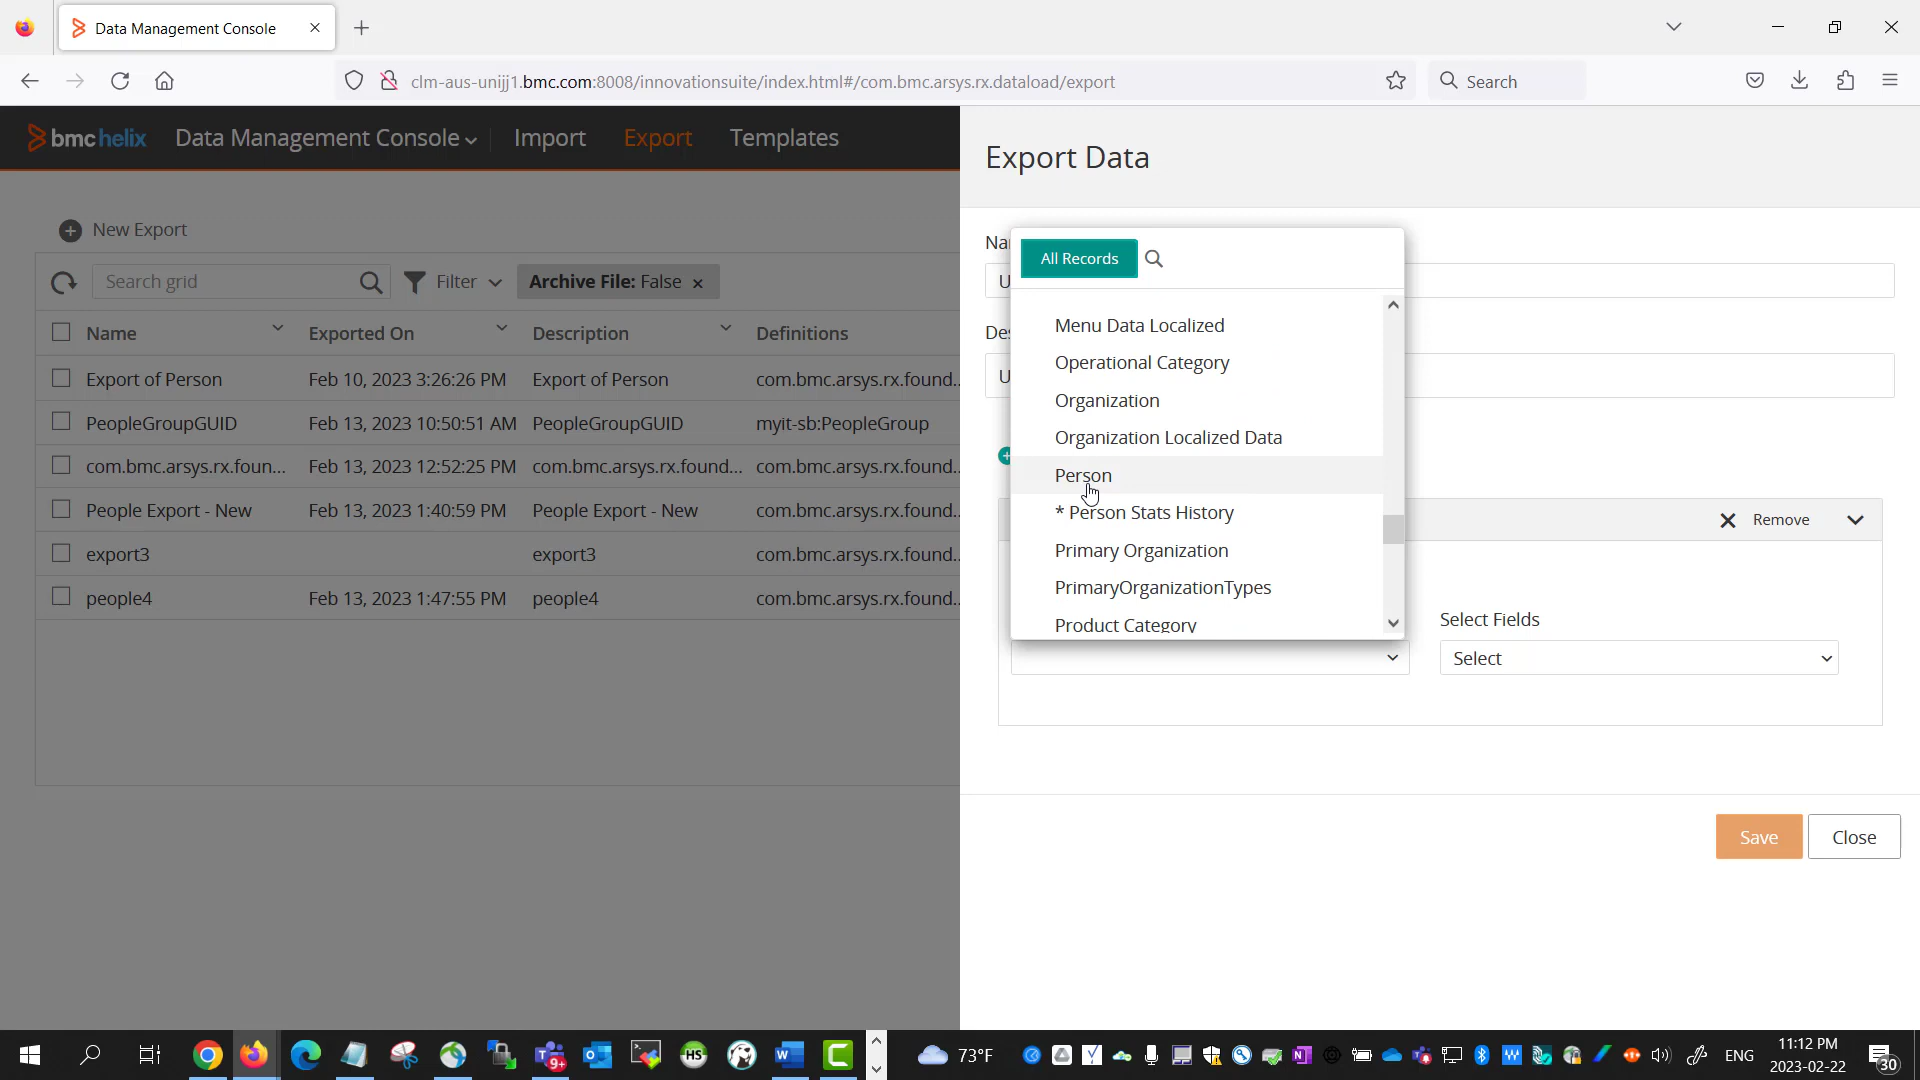 Data Management Console
clm-aus-unijj1.bmc.com:8008/innovationsuite/index.html#/com.bmc.arsys.rx.dataload/export
Search
bmc helix
Data Management Console
Import
Export
Templates
Export Data
New Export
Search grid
Filter
Archive File: False
Name
Exported On
Description
Definitions
Export of Person
Feb 10, 2023 3:26:26 PM
Export of Person
com.bmc.arsys.rx.found...
PeopleGroupGUID
Feb 13, 2023 10:50:51 AM
PeopleGroupGUID
myit-sb:PeopleGroup
com.bmc.arsys.rx.foun...
Feb 13, 2023 12:52:25 PM
com.bmc.arsys.rx.found...
com.bmc.arsys.rx.found..
People Export - New
Feb 13, 2023 1:40:59 PM
People Export - New
com.bmc.arsys.rx.found..
export3
export3
com.bmc.arsys.rx.found..
people4
Feb 13, 2023 1:47:55 PM
people4
com.bmc.arsys.rx.found..
Na
U
De
U
All Records
Menu Data Localized
Operational Category
Organization
Organization Localized Data
Person
* Person Stats History
Primary Organization
PrimaryOrganizationTypes
Product Category
Remove
Select Fields
Select
Save
Close
73°F
ENG
11:12 PM
2023-02-22
30